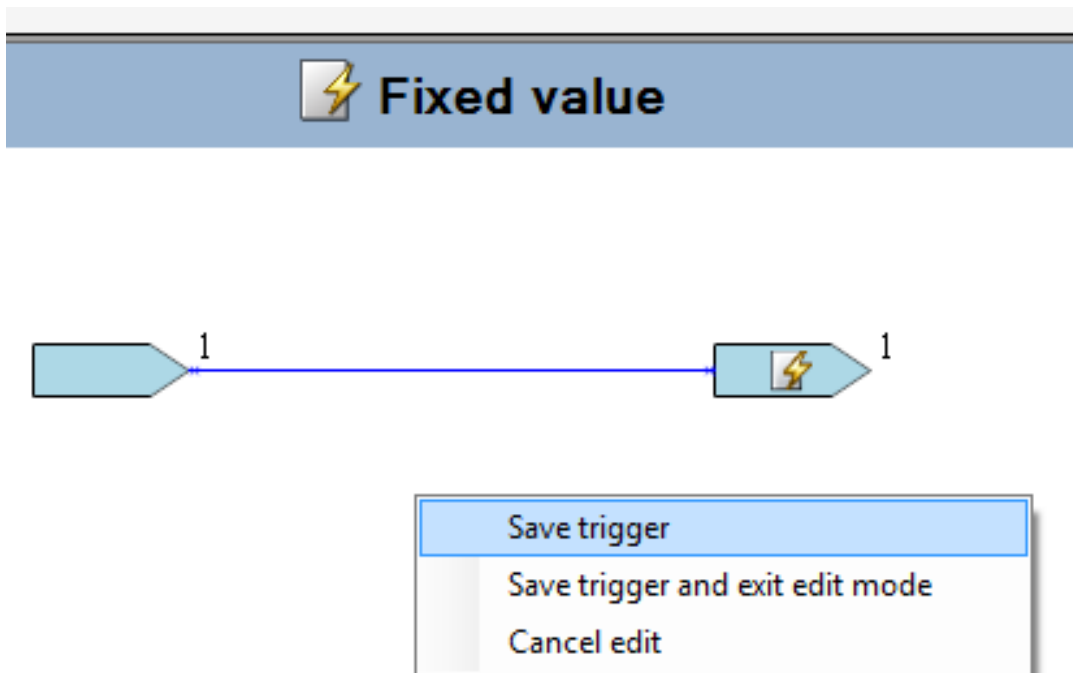 Fixed value
1
1
Save trigger
Save trigger and exit edit mode
Cancel edit